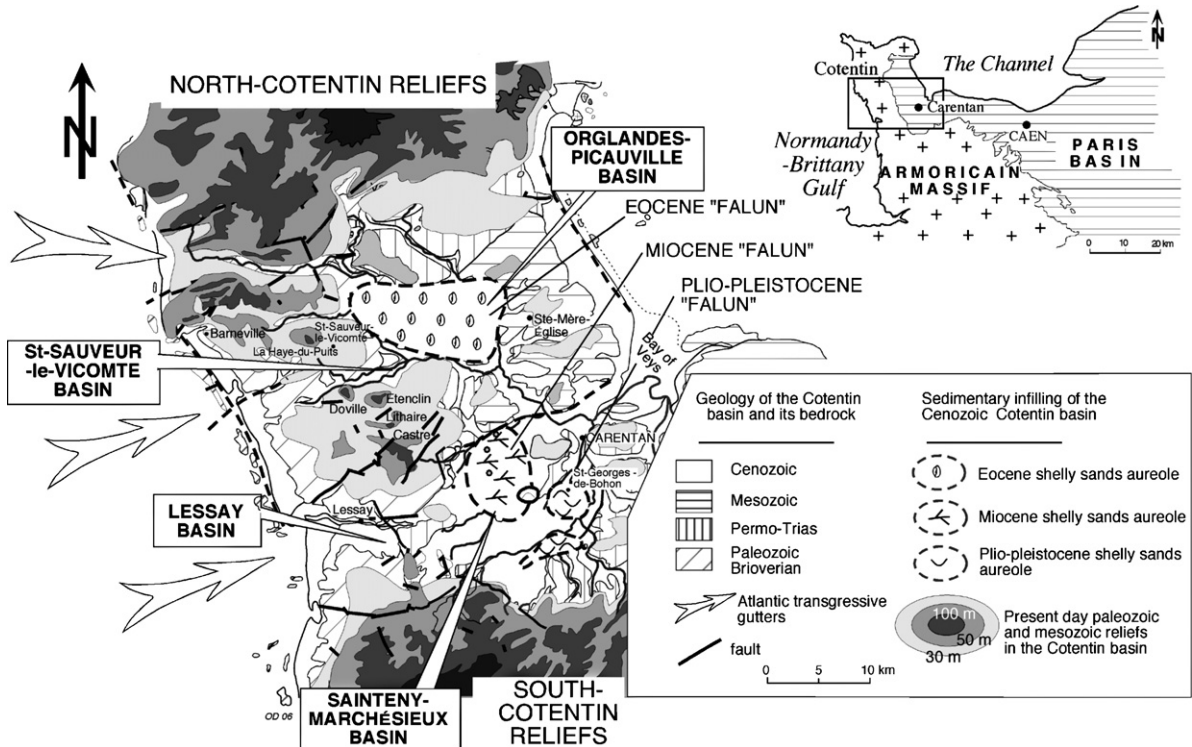 NORTH-COTENTIN RELIEFS
N
ORGLANDES-
PICAUVILLE
BASIN
EOCENE "FALUN"
MIOCENE "FALUN"
PLIO-PLEISTOCENE
"FALUN"
Barneville
St-Sauveur-
le-Vicomte
La Haye-du-Puits
Ste-Mère-
Église
Bay of
Veys
St-SAUVEUR
-le-VICOMTE
BASIN
Doville
Etenclin
Lithaire
Castre
CARENTAN
St-Georges-
de-Bohon
LESSAY
BASIN
Lessay
SAINTENY-
MARCHÉSIEUX
BASIN
SOUTH-
COTENTIN
RELIEFS
OD 06
N
Cotentin
The Channel
Carentan
CAEN
Normandy
-Brittany
Gulf
ARMORICAIN
MASSIF
PARIS
BASIN
0 10 20 km
Geology of the Cotentin
basin and its bedrock
Cenozoic
Mesozoic
Permo-Trias
Paleozoic
Brioverian
Atlantic transgressive
gutters
fault
0 5 10 km
Sedimentary infilling of the
Cenozoic Cotentin basin
Eocene shelly sands aureole
Miocene shelly sands aureole
Plio-pleistocene shelly sands
aureole
100 m
50 m
30 m
Present day paleozoic
and mesozoic reliefs
in the Cotentin basin